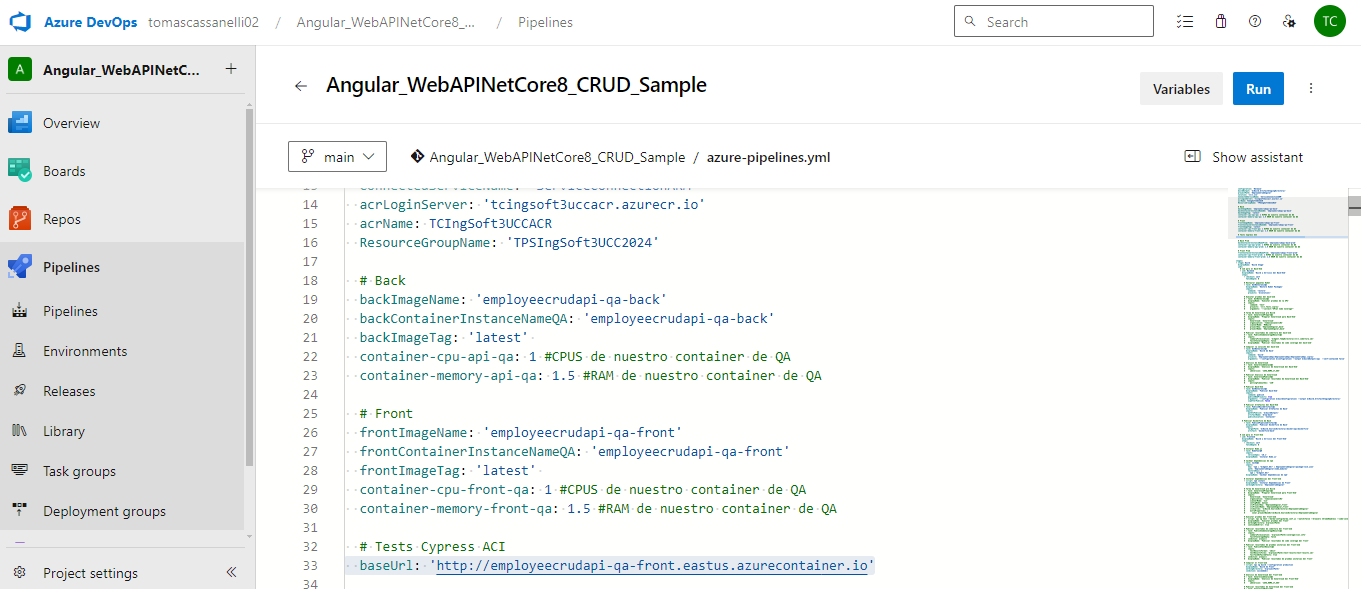 Azure DevOps tomascassanelli02 / Angular_WebAPINetCore8_... / Pipelines Search TC
A Angular_WebAPINetC... +
Angular_WebAPINetCore8_CRUD_Sample Variables Run
Overview
Boards
Repos
Pipelines
Pipelines
Environments
Releases
Library
Task groups
Deployment groups
Project settings
main Angular_WebAPINetCore8_CRUD_Sample / azure-pipelines.yml Show assistant
14 acrLoginServer: 'tcingsoft3uccacr.azurecr.io'
15 acrName: TCIngSoft3UCCACR
16 ResourceGroupName: 'TPSIngSoft3UCC2024'
17
18 # Back
19 backImageName: 'employeecrudapi-qa-back'
20 backContainerInstanceNameQA: 'employeecrudapi-qa-back'
21 backImageTag: 'latest'
22 container-cpu-api-qa: 1 #CPUS de nuestro container de QA
23 container-memory-api-qa: 1.5 #RAM de nuestro container de QA
24
25 # Front
26 frontImageName: 'employeecrudapi-qa-front'
27 frontContainerInstanceNameQA: 'employeecrudapi-qa-front'
28 frontImageTag: 'latest'
29 container-cpu-front-qa: 1 #CPUS de nuestro container de QA
30 container-memory-front-qa: 1.5 #RAM de nuestro container de QA
31
32 # Tests Cypress ACI
33 baseUrl: 'http://employeecrudapi-qa-front.eastus.azurecontainer.io'
34